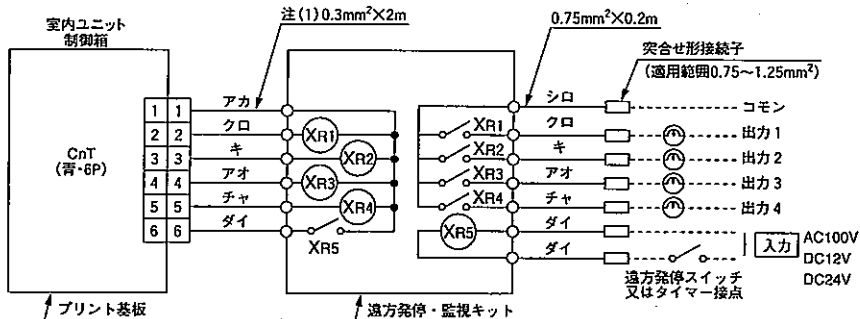 注(1)0.3mm²×2m
0.75mm²×0.2m
室内ユニット
制御箱
突合せ形接続子
(適用範囲0.75~1.25mm²)
CnT
(青·6P)
1 1 アカ
2 2 クロ XR1
3 3 キ XR2
4 4 アオ XR3
5 5 チャ XR4
6 6 ダイ XR5
シロ コモン
XR1 クロ 出力1
XR2 キ 出力2
XR3 アオ 出力3
XR4 チャ 出力4
XR5 ダイ
ダイ
入力
AC100V
DC12V
DC24V
遠方発停スイッチ
又はタイマー接点
プリント基板
遠方発停・監視キット